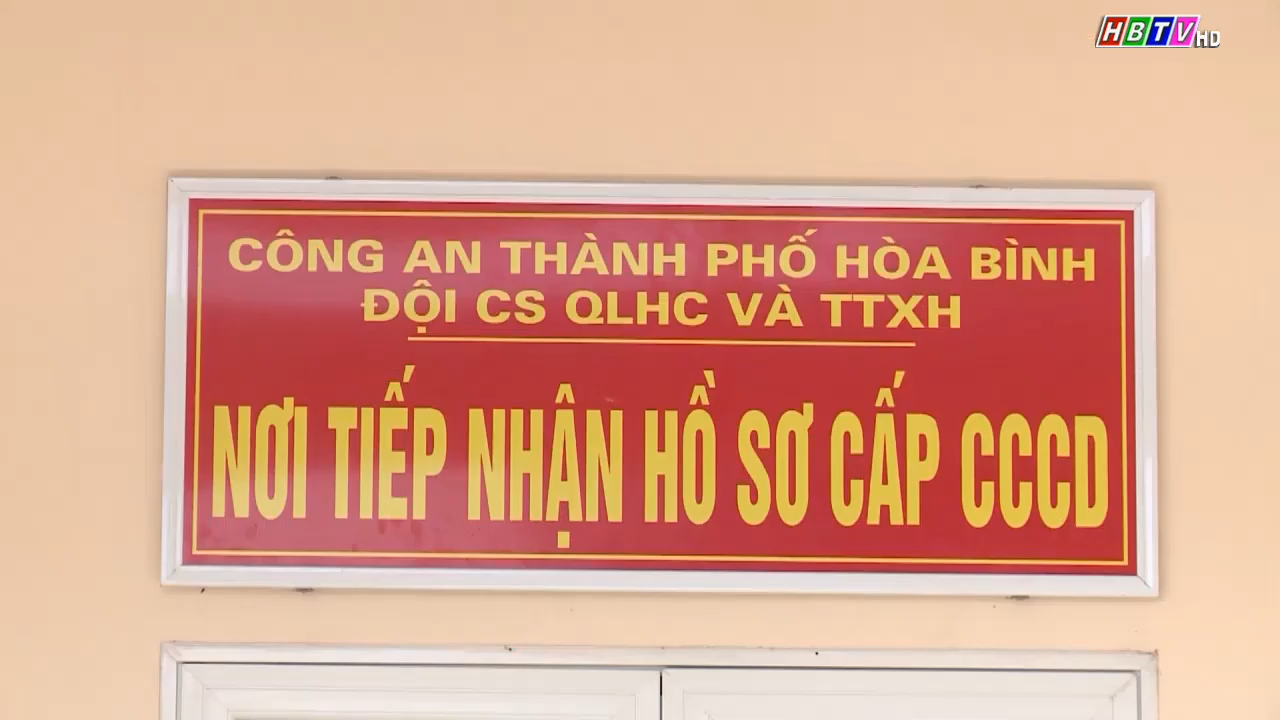 HBTV HD
CÔNG AN THÀNH PHỐ HÒA BÌNH
ĐỘI CS QLHC VÀ TTXH
NƠI TIẾP NHẬN HỒ SƠ CẤP CCCD